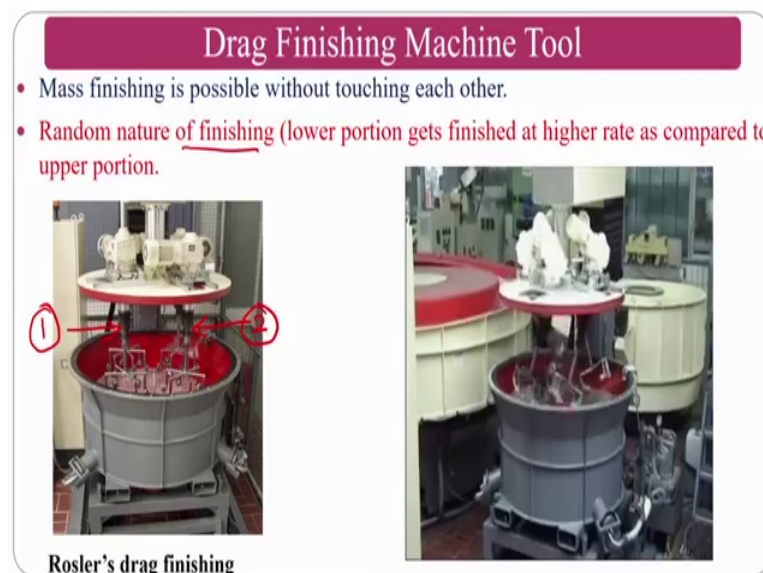 Drag Finishing Machine Tool
• Mass finishing is possible without touching each other.
• Random nature of finishing (lower portion gets finished at higher rate as compared to
upper portion.
1 2
Rosler's drag finishing